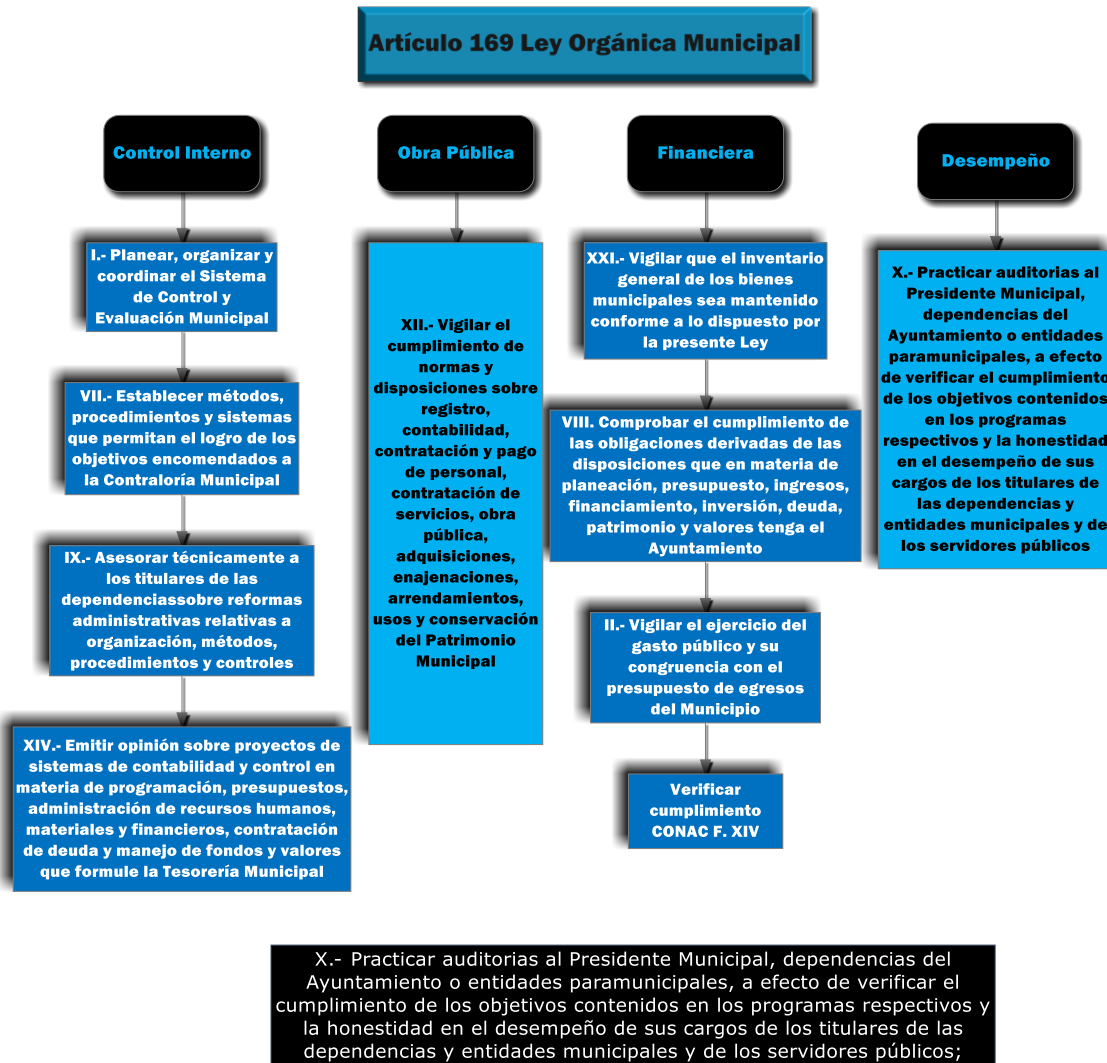 Artículo 169 Ley Orgánica Municipal
Control Interno
I.- Planear, organizar y
coordinar el Sistema
de Control y
Evaluación Municipal
VII.- Establecer métodos,
procedimientos y sistemas
que permitan el logro de los
objetivos encomendados a
la Contraloría Municipal
IX.- Asesorar técnicamente a
los titulares de las
dependenciassobre reformas
administrativas relativas a
organización, métodos,
procedimientos y controles
XIV.- Emitir opinión sobre proyectos de
sistemas de contabilidad y control en
materia de programación, presupuestos,
administración de recursos humanos,
materiales y financieros, contratación
de deuda y manejo de fondos y valores
que formule la Tesorería Municipal
Obra Pública
XII.- Vigilar el
cumplimiento de
normas y
disposiciones sobre
registro,
contabilidad,
contratación y pago
de personal,
contratación de
servicios, obra
pública,
adquisiciones,
enajenaciones,
arrendamientos,
usos y conservación
del Patrimonio
Municipal
Financiera
XXI.- Vigilar que el inventario
general de los bienes
municipales sea mantenido
conforme a lo dispuesto por
la presente Ley
VIII. Comprobar el cumplimiento de
las obligaciones derivadas de las
disposiciones que en materia de
planeación, presupuesto, ingresos,
financiamiento, inversión, deuda,
patrimonio y valores tenga el
Ayuntamiento
II.- Vigilar el ejercicio del
gasto público y su
congruencia con el
presupuesto de egresos
del Municipio
Verificar
cumplimiento
CONAC F. XIV
Desempeño
X.- Practicar auditorias al
Presidente Municipal,
dependencias del
Ayuntamiento o entidades
paramunicipales, a efecto
de verificar el cumplimiento
de los objetivos contenidos
en los programas
respectivos y la honestidad
en el desempeño de sus
cargos de los titulares de
las dependencias y
entidades municipales y de
los servidores públicos
X.- Practicar auditorias al Presidente Municipal, dependencias del
Ayuntamiento o entidades paramunicipales, a efecto de verificar el
cumplimiento de los objetivos contenidos en los programas respectivos y
la honestidad en el desempeño de sus cargos de los titulares de las
dependencias y entidades municipales y de los servidores públicos;